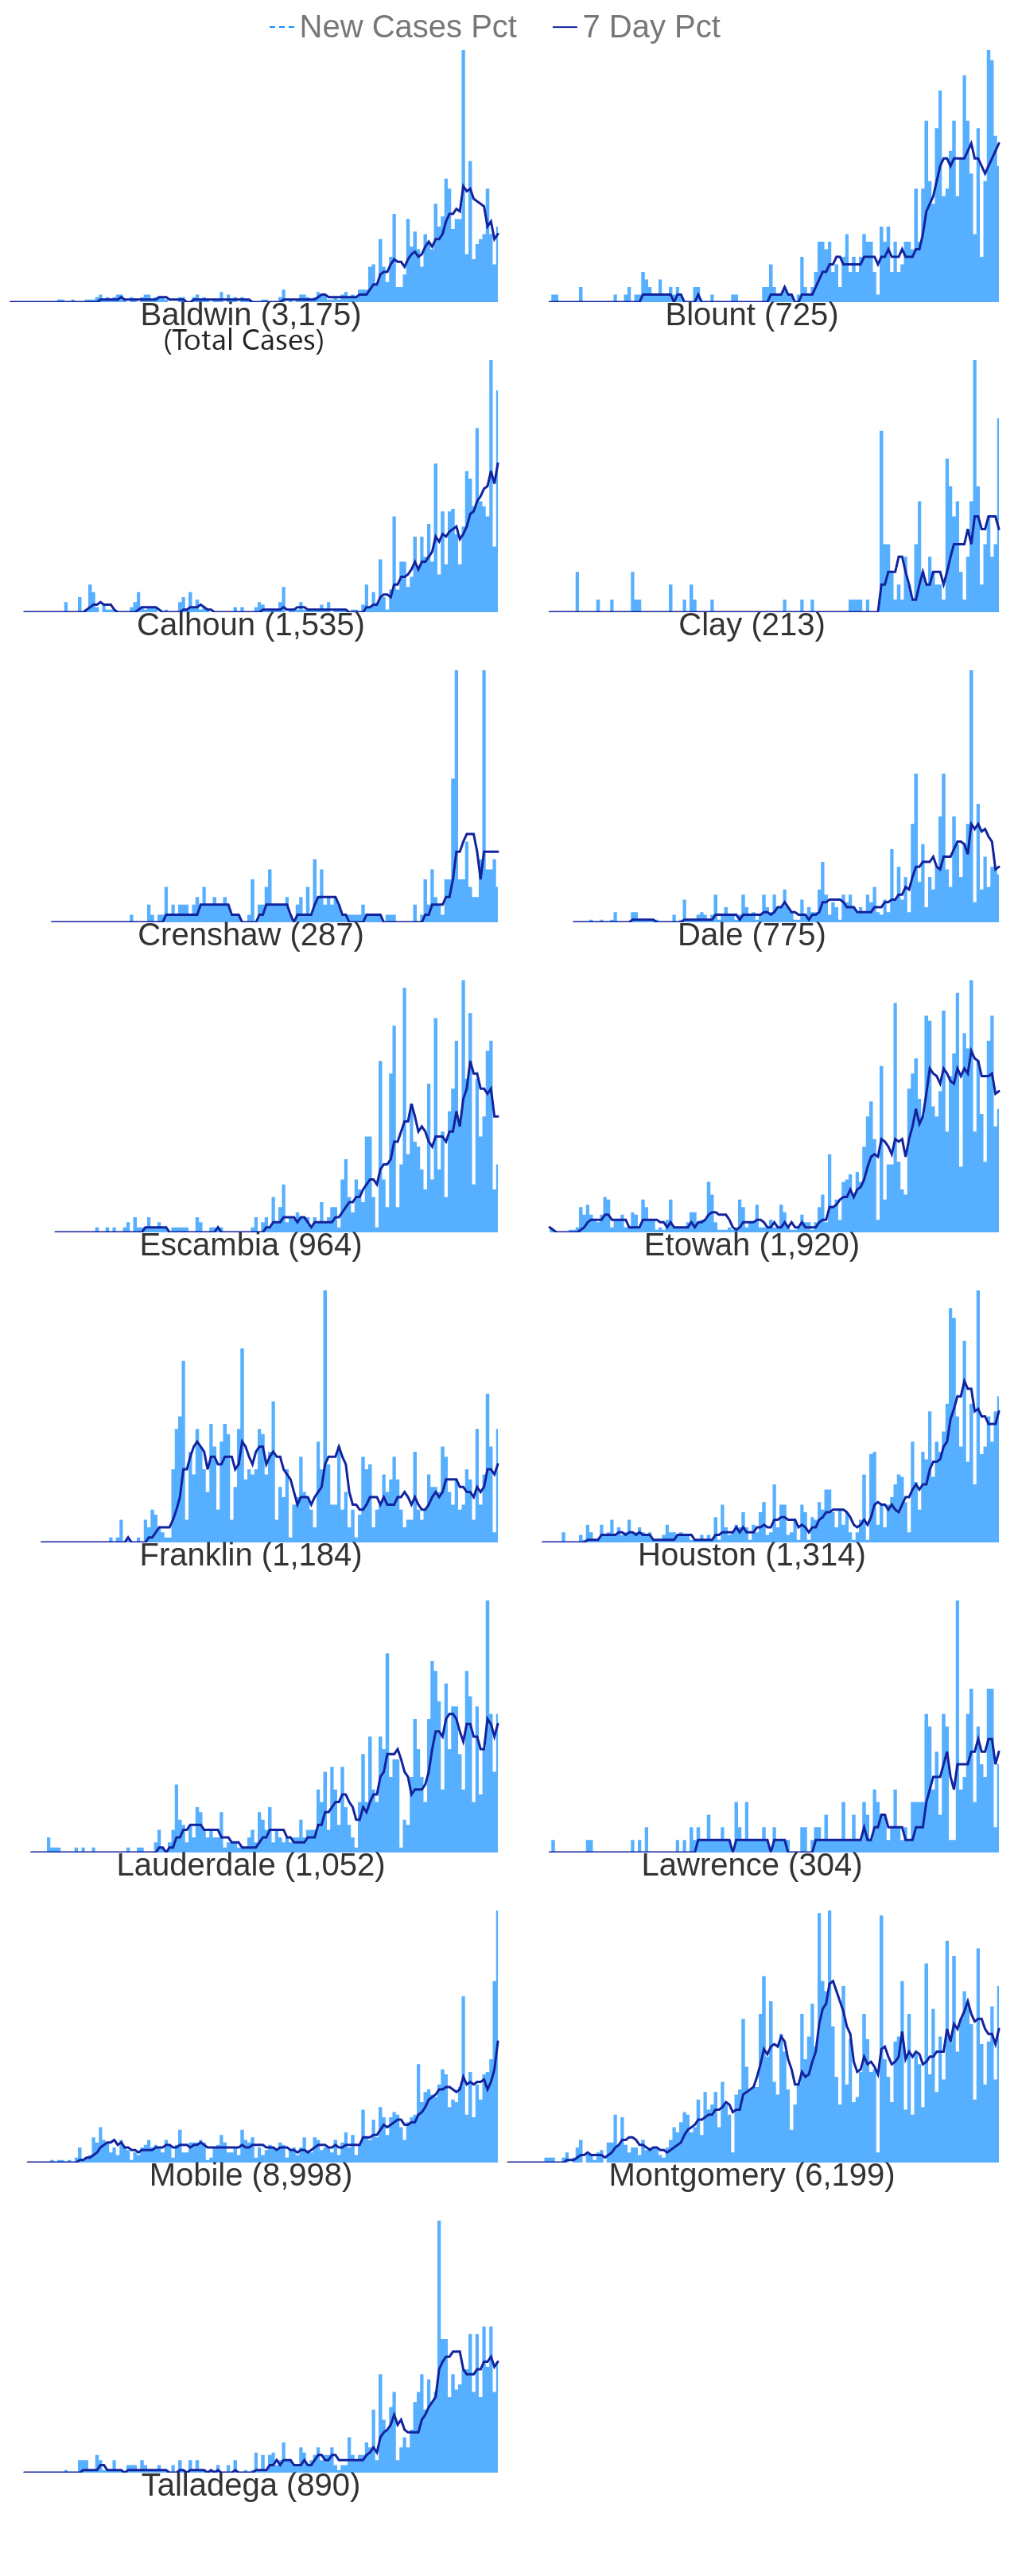 New Cases Pct 7 Day Pct
Baldwin (3,175) Blount (725)
(Total Cases)
Calhoun (1,535) Clay (213)
Crenshaw (287) Dale (775)
Escambia (964) Etowah (1,920)
Franklin (1,184) Houston (1,314)
Lauderdale (1,052) Lawrence (304)
Mobile (8,998) Montgomery (6,199)
Talladega (890)